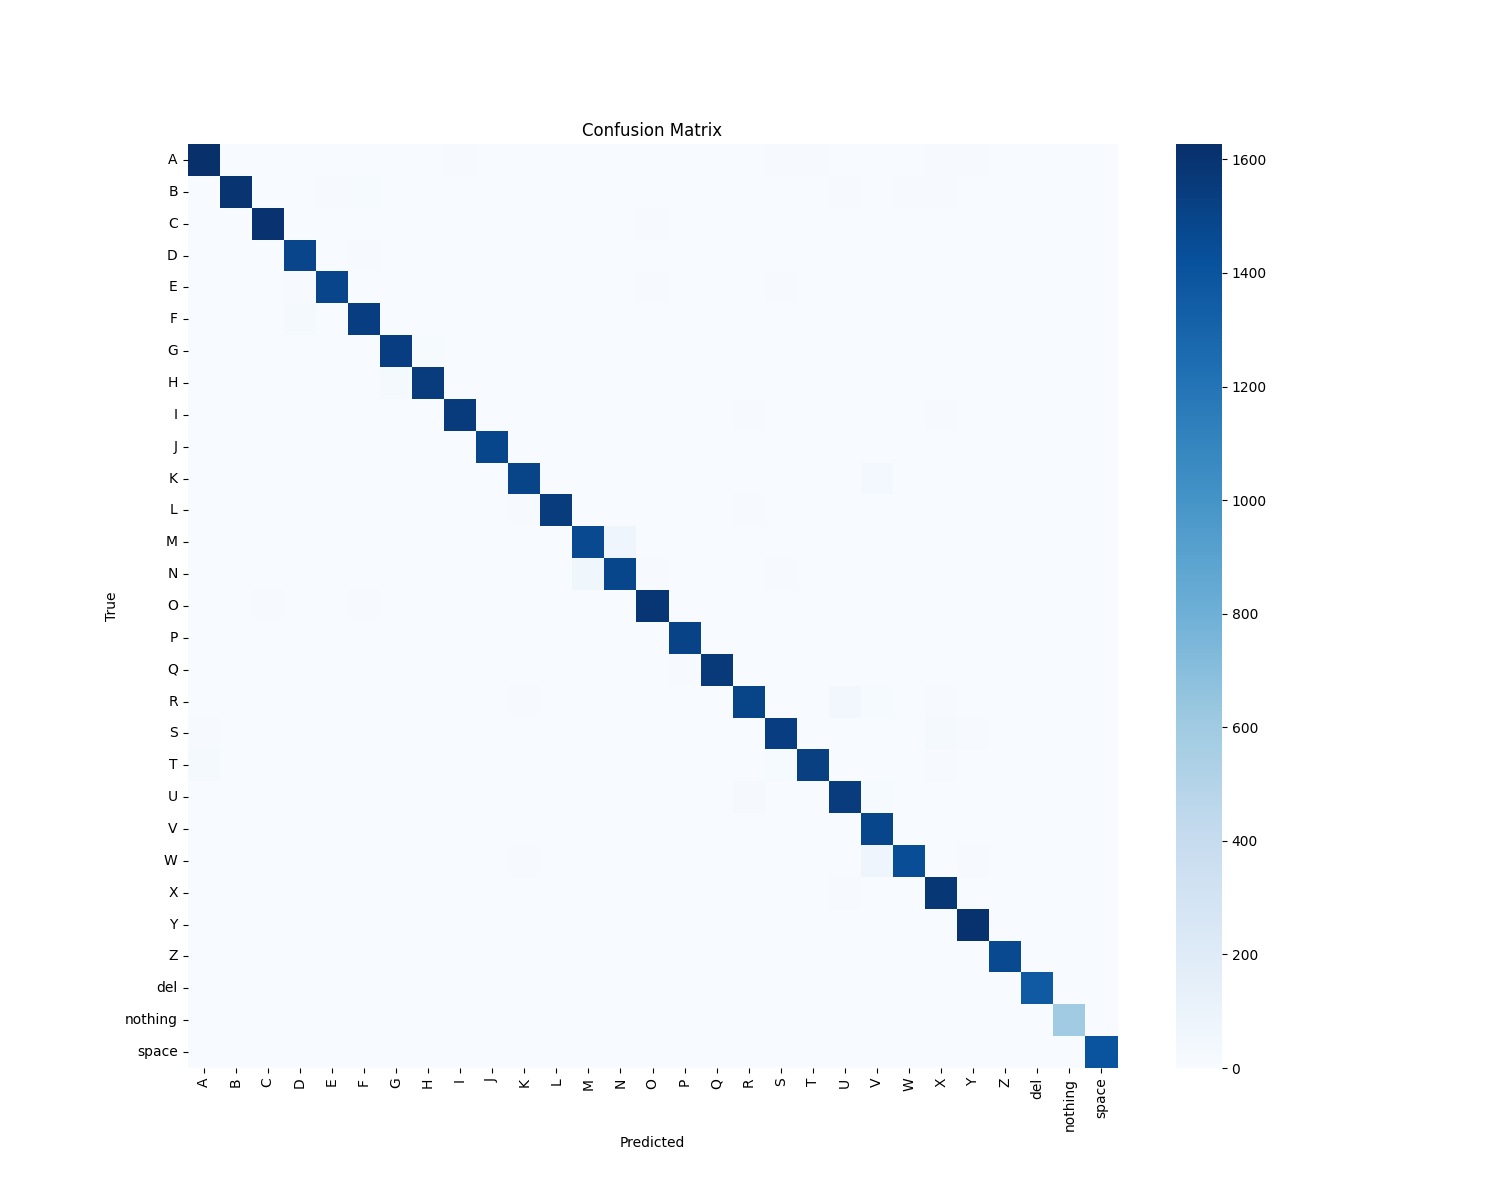 Confusion Matrix
True
A
B
C
D
E
F
G
H
I
J
K
L
M
N
O
P
Q
R
S
T
U
V
W
X
Y
Z
del
nothing
space
A B C D E F G H I J K L M N O P Q R S T U V W X Y Z del nothing space
Predicted
1600
1400
1200
1000
800
600
400
200
0